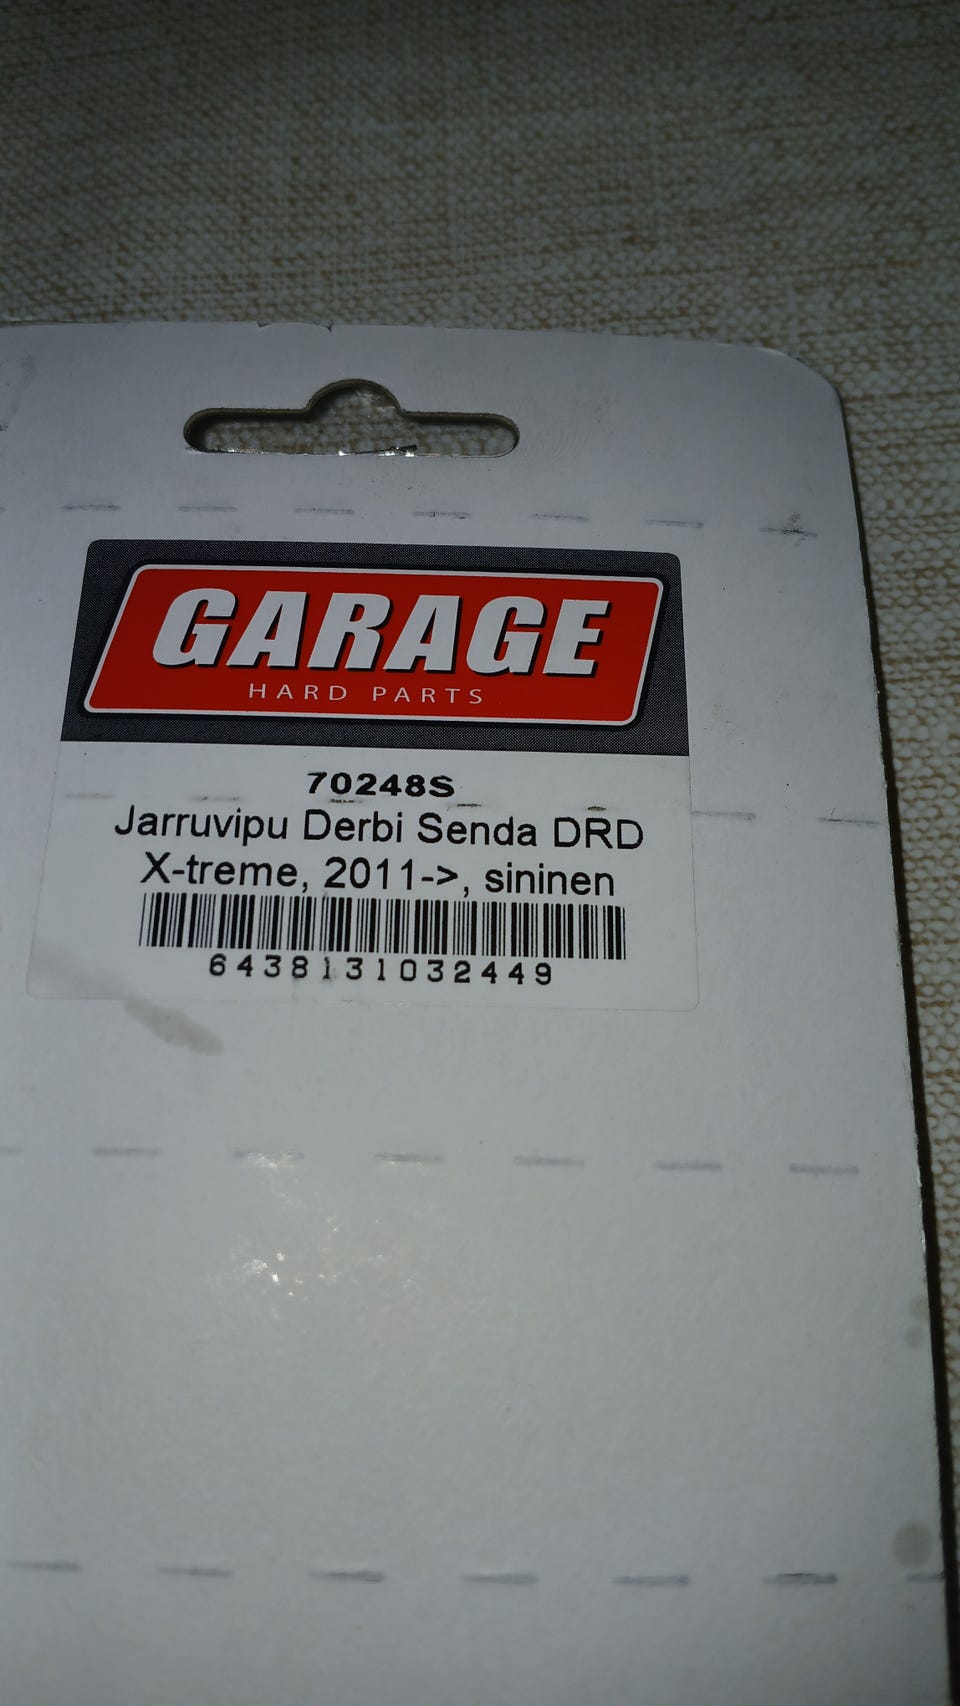 GARAGE
HARD PARTS
70248S
Jarruvipu Derbi Senda DRD
X-treme, 2011->, sininen
6438131032449